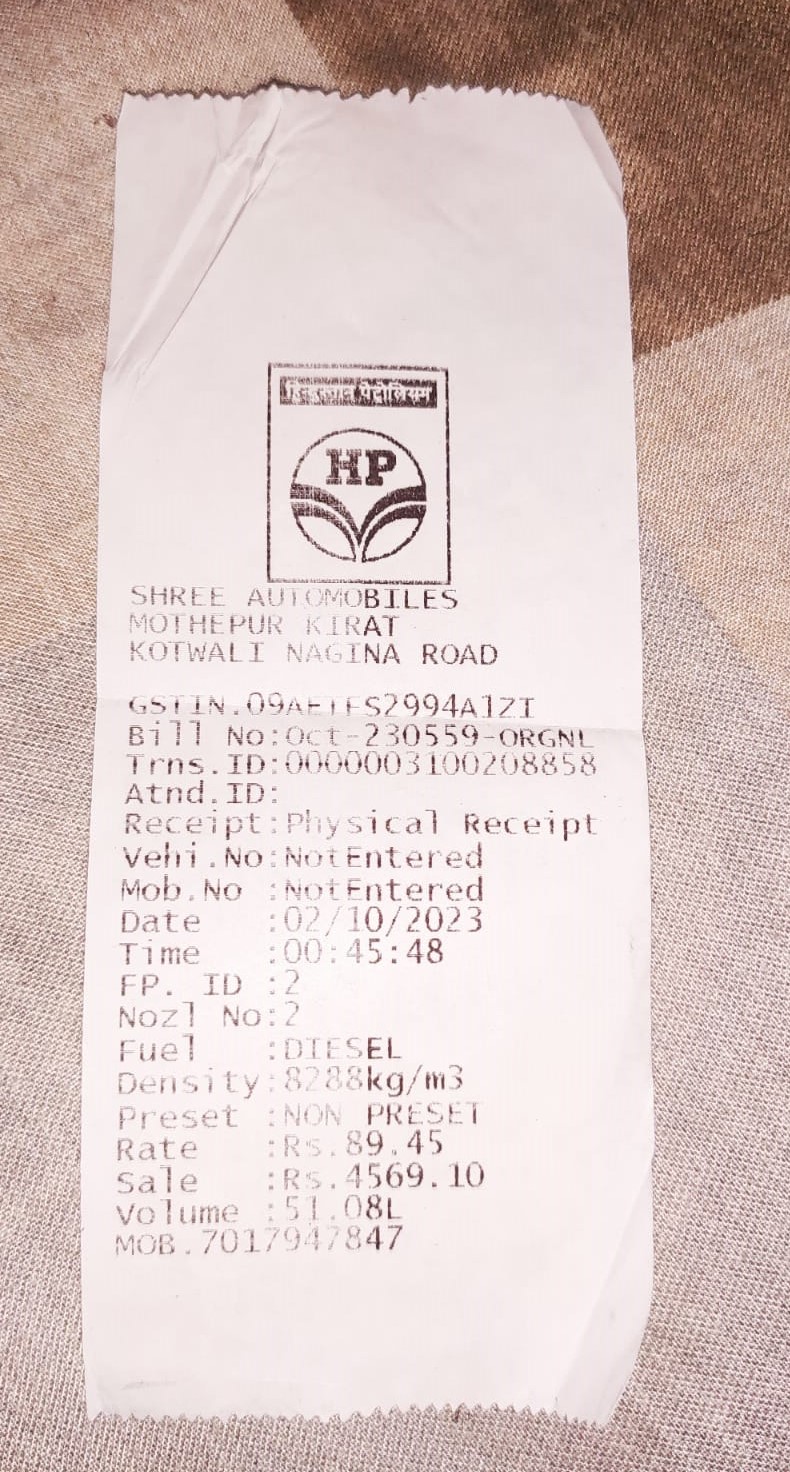 हिन्दुस्तान पेट्रोलियम
HP
SHREE AUTOMOBILES
MOTHEPUR KIRAT
KOTWALI NAGINA ROAD
GSTIN.09AETFS2994A1ZI
Bill No:Oct-230559-ORGNL
Trns.ID:0000003100208858
Atnd.ID:
Receipt:Physical Receipt
Vehi.No:NotEntered
Mob.No :NotEntered
Date :02/10/2023
Time :00:45:48
FP. ID :2
Nozl No:2
Fuel :DIESEL
Density:8288kg/m3
Preset :NON PRESET
Rate :Rs.89.45
Sale :Rs.4569.10
Volume :51.08L
MOB.7017947847